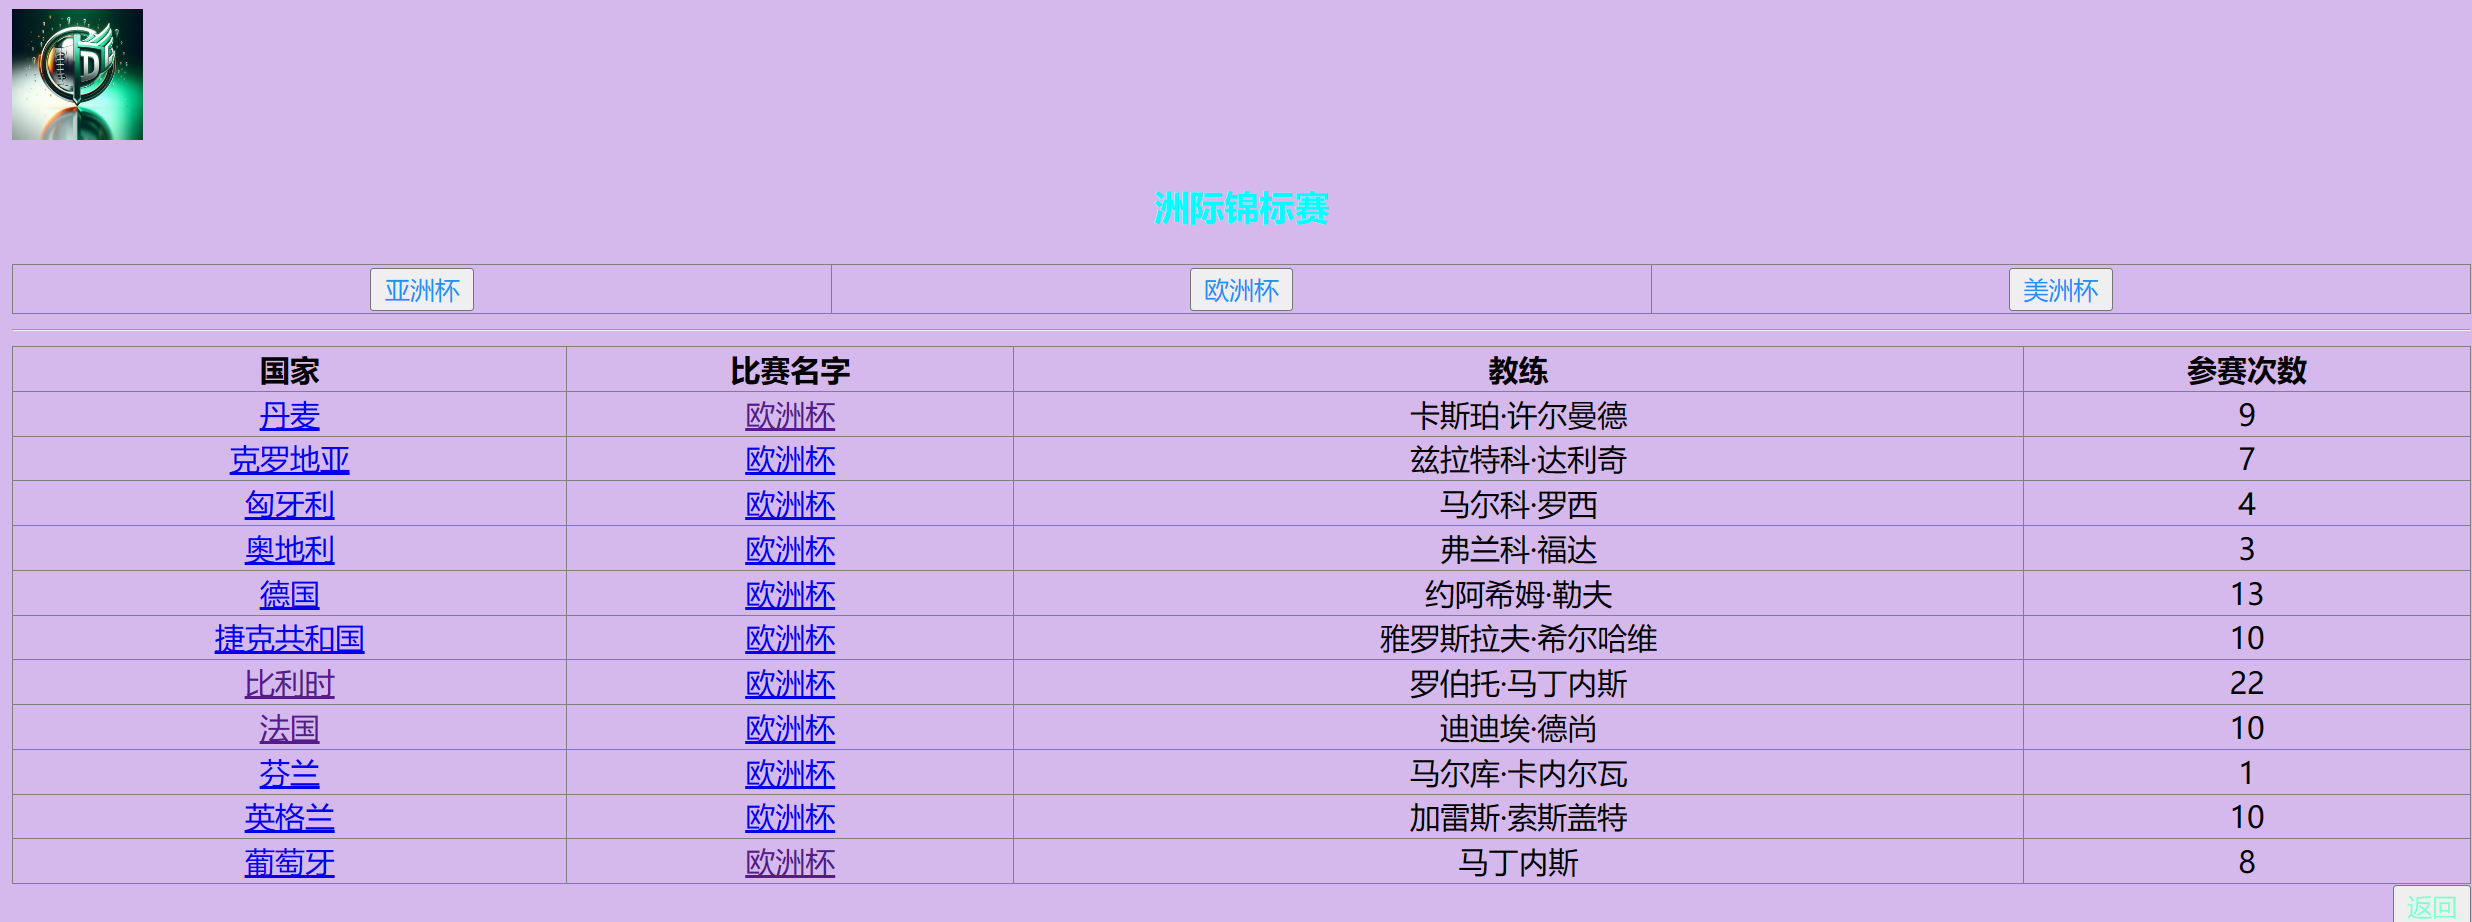 洲际锦标赛
亚洲杯 欧洲杯 美洲杯
国家 比赛名字 教练 参赛次数
丹麦 欧洲杯 卡斯珀·许尔曼德 9
克罗地亚 欧洲杯 兹拉特科·达利奇 7
匈牙利 欧洲杯 马尔科·罗西 4
奥地利 欧洲杯 弗兰科·福达 3
德国 欧洲杯 约阿希姆·勒夫 13
捷克共和国 欧洲杯 雅罗斯拉夫·希尔哈维 10
比利时 欧洲杯 罗伯托·马丁内斯 22
法国 欧洲杯 迪迪埃·德尚 10
芬兰 欧洲杯 马尔库·卡内尔瓦 1
英格兰 欧洲杯 加雷斯·索斯盖特 10
葡萄牙 欧洲杯 马丁内斯 8
返回